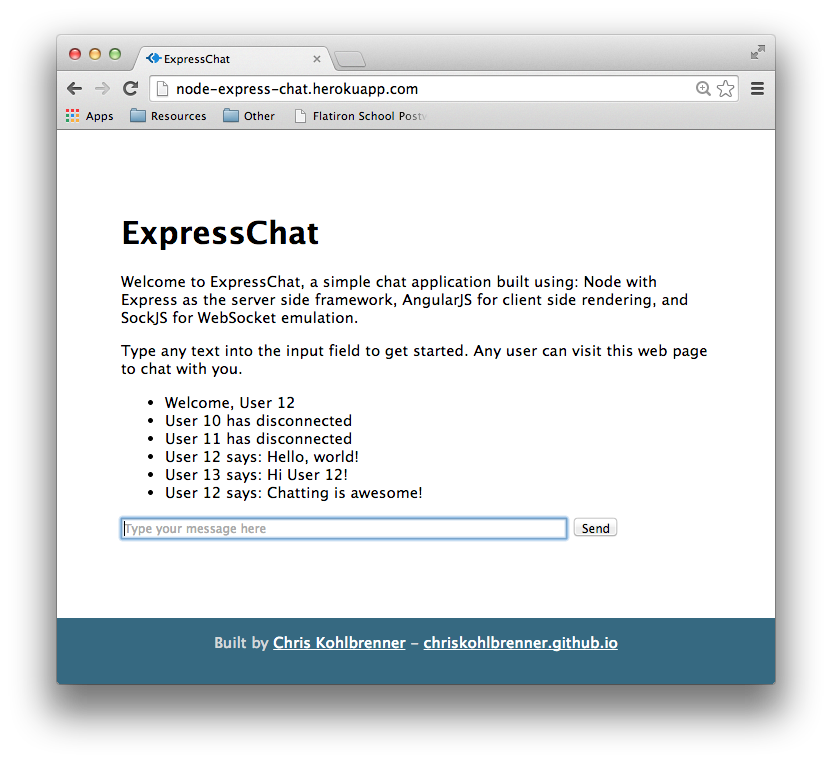 ExpressChat
node-express-chat.herokuapp.com
Apps Resources Other Flatiron School Post
ExpressChat
Welcome to ExpressChat, a simple chat application built using: Node with
Express as the server side framework, AngularJS for client side rendering, and
SockJS for WebSocket emulation.
Type any text into the input field to get started. Any user can visit this web page
to chat with you.
• Welcome, User 12
• User 10 has disconnected
• User 11 has disconnected
• User 12 says: Hello, world!
• User 13 says: Hi User 12!
• User 12 says: Chatting is awesome!
Type your message here Send
Built by Chris Kohlbrenner – chriskohlbrenner.github.io